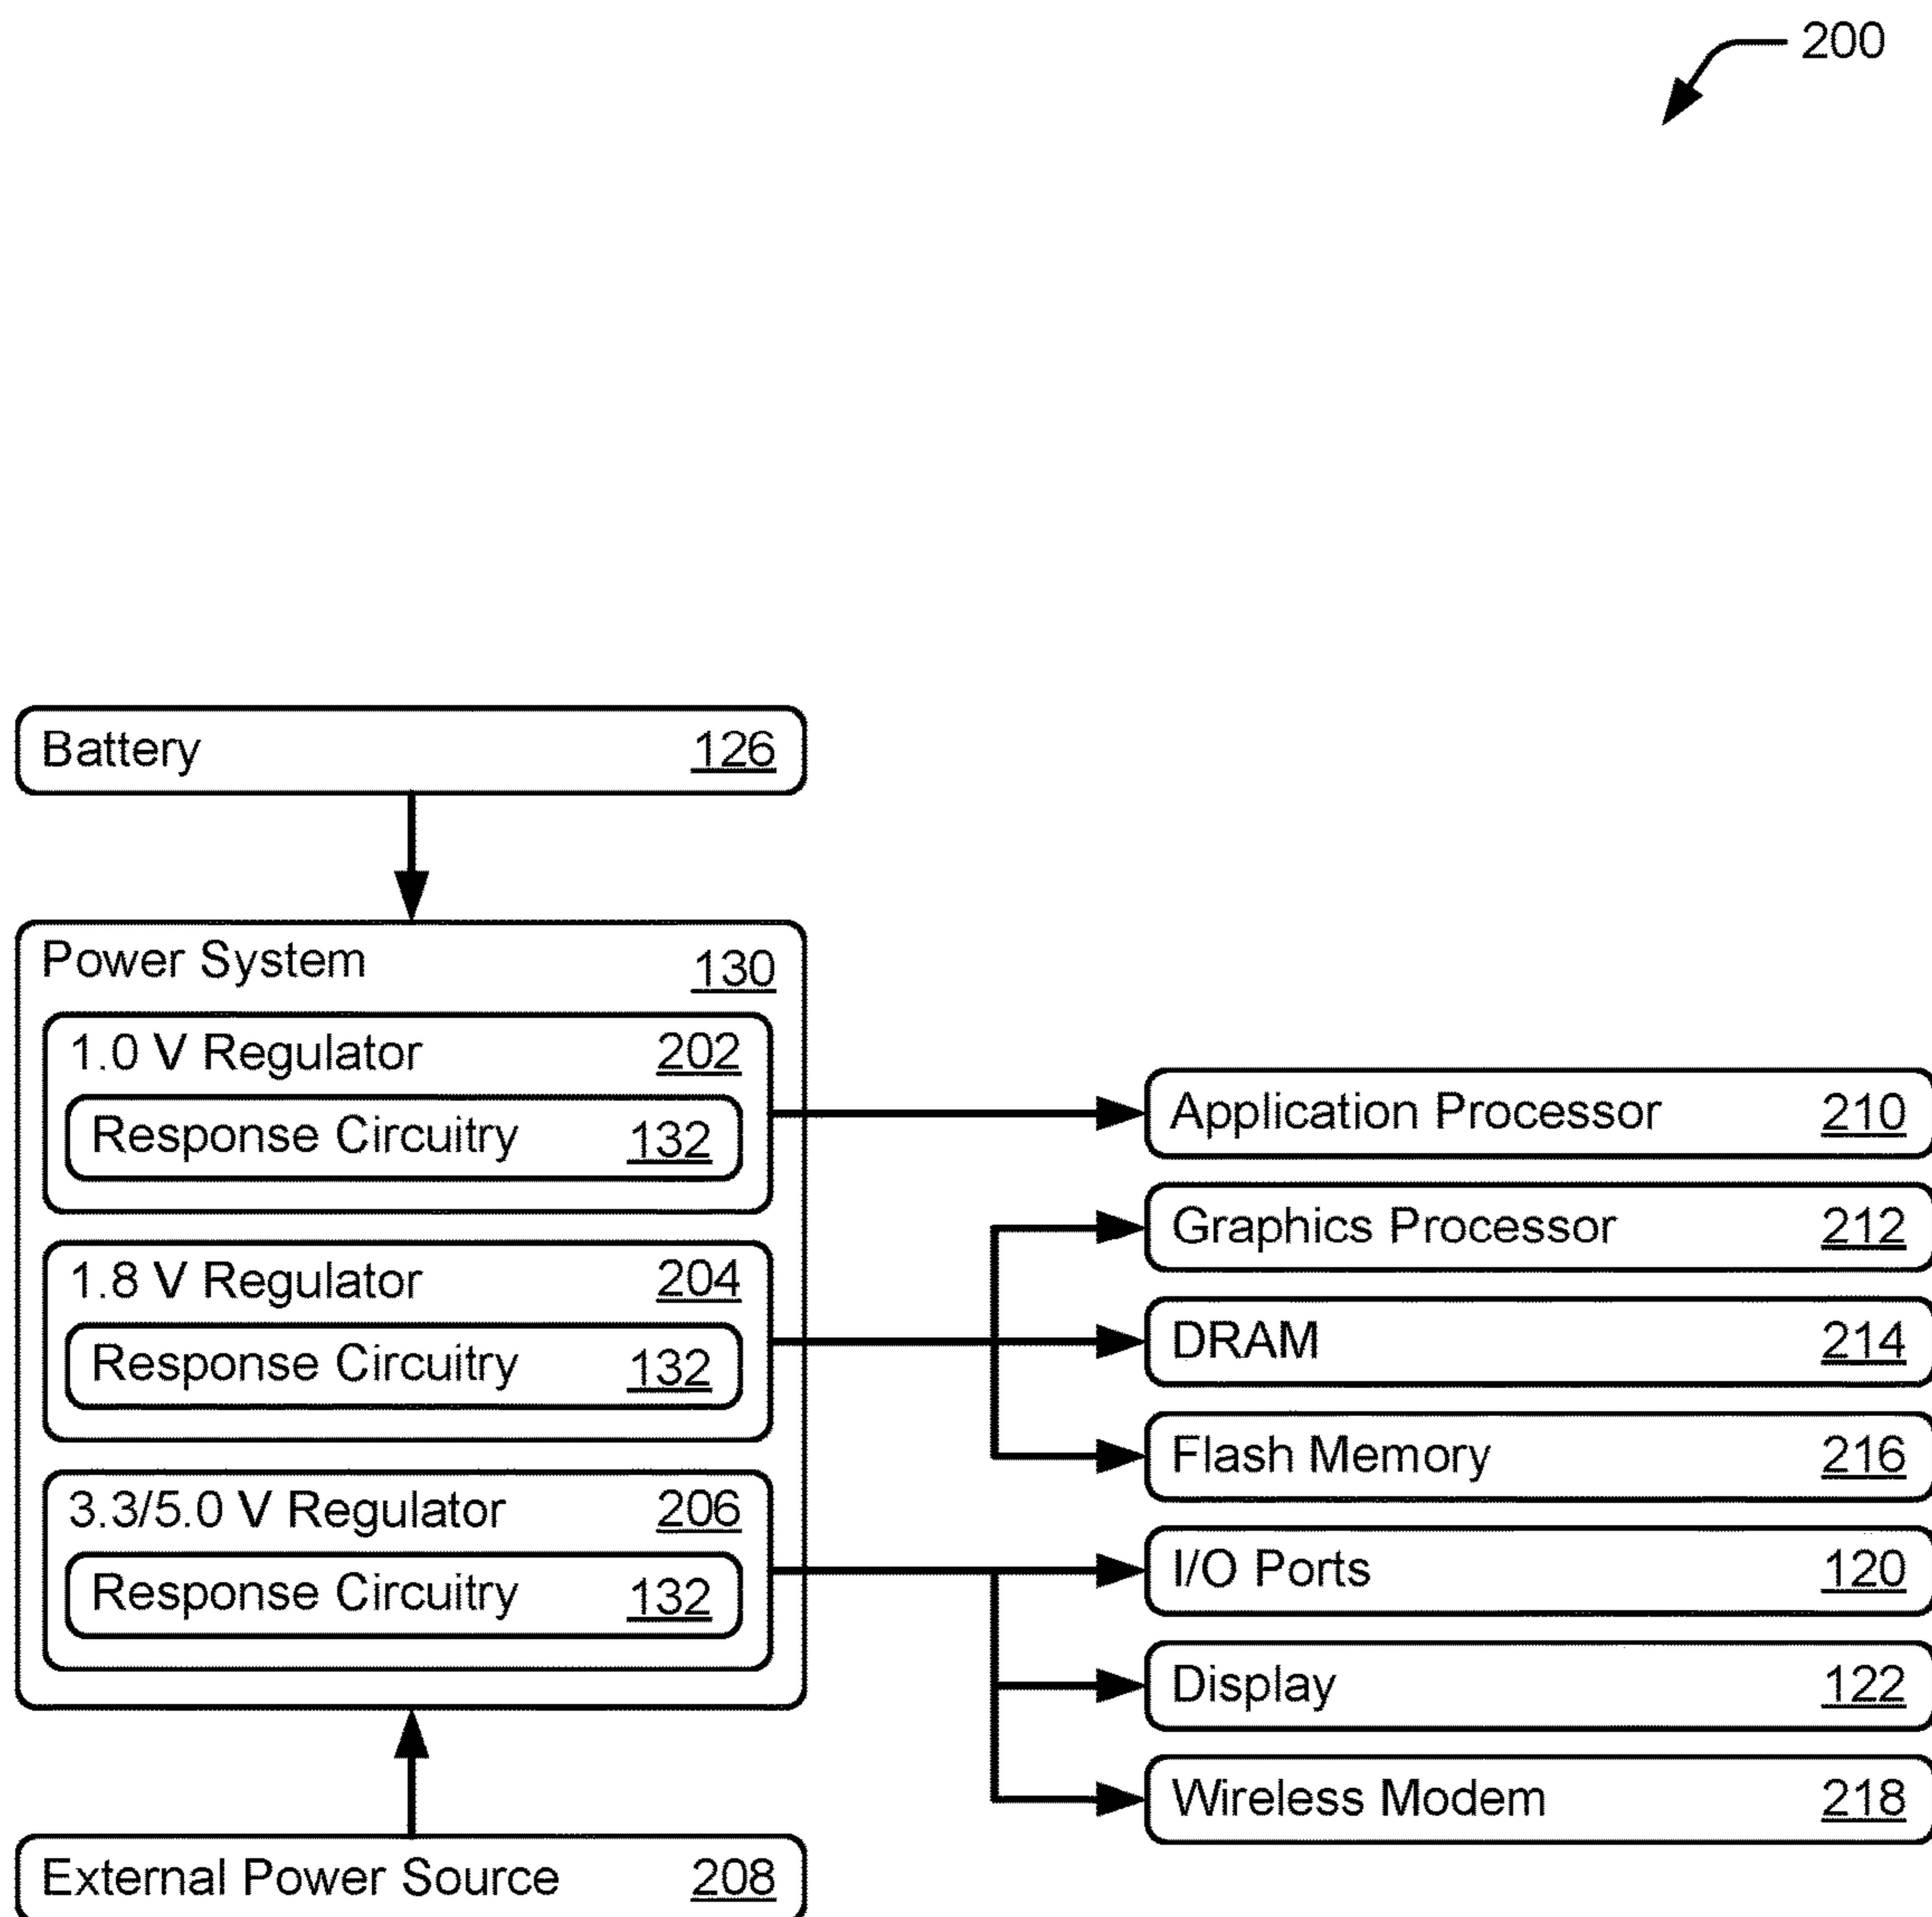 200
Battery 126
Power System 130
1.0 V Regulator 202
Response Circuitry 132
1.8 V Regulator 204
Response Circuitry 132
3.3/5.0 V Regulator 206
Response Circuitry 132
External Power Source 208
Application Processor 210
Graphics Processor 212
DRAM 214
Flash Memory 216
I/O Ports 120
Display 122
Wireless Modem 218